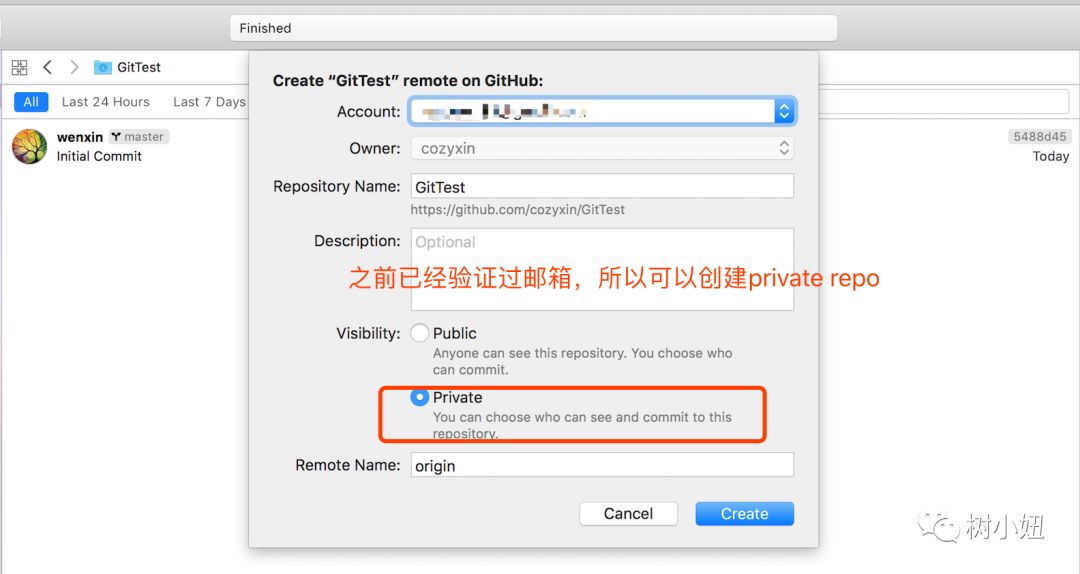 Finished
GitTest
All Last 24 Hours Last 7 Days
wenxin master
Initial Commit
5488d45
Today
Create “GitTest” remote on GitHub:
Account:
Owner: cozyxin
Repository Name: GitTest
https://github.com/cozyxin/GitTest
Description: Optional
之前已经验证过邮箱，所以可以创建private repo
Visibility: Public
Anyone can see this repository. You choose who
can commit.
Private
You can choose who can see and commit to this
repository.
Remote Name: origin
Cancel Create
树小妞